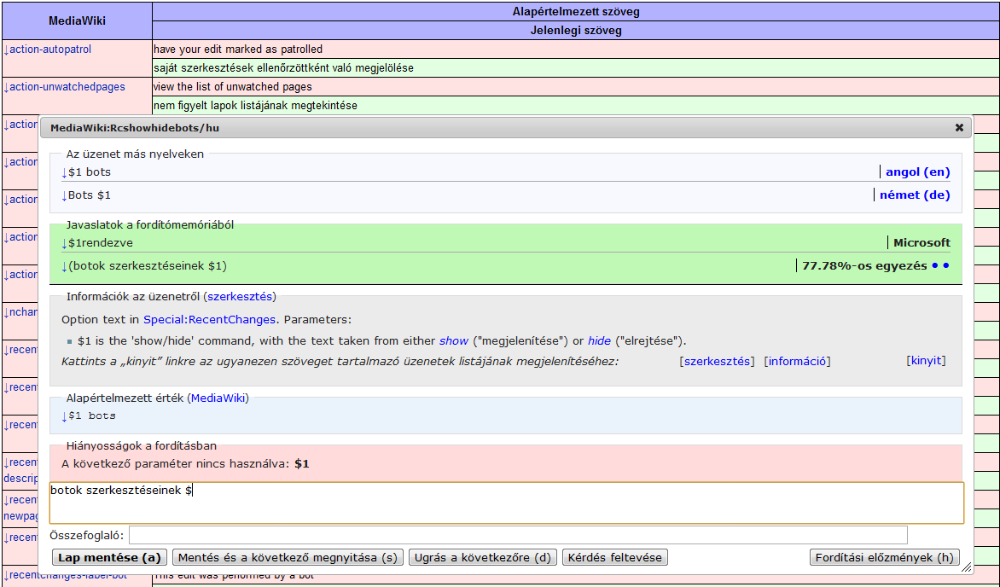 MediaWiki
Alapértelmezett szöveg
Jelenlegi szöveg
↓action-autopatrol
have your edit marked as patrolled
saját szerkesztések ellenőrzöttként való megjelölése
↓action-unwatchedpages
view the list of unwatched pages
nem figyelt lapok listájának megtekintése
↓action
↓action
↓action
↓action
↓action
↓nchan
↓recent
↓recent
↓recent
↓recent
descrip
↓recent
newpag
↓recent
MediaWiki:Rcshowhidebots/hu
Az üzenet más nyelveken
↓$1 bots angol (en)
↓Bots $1 német (de)
Javaslatok a fordítómemóriából
↓$1rendezve Microsoft
↓(botok szerkesztéseinek $1) 77.78%-os egyezés • •
Információk az üzenetről (szerkesztés)
Option text in Special:RecentChanges. Parameters:
$1 is the 'show/hide' command, with the text taken from either show ("megjelenítése") or hide ("elrejtése").
Kattints a „kinyit” linkre az ugyanezen szöveget tartalmazó üzenetek listájának megjelenítéséhez: [szerkesztés] [információ] [kinyit]
Alapértelmezett érték (MediaWiki)
↓$1 bots
Hiányosságok a fordításban
A következő paraméter nincs használva: $1
botok szerkesztéseinek $
Összefoglaló:
Lap mentése (a) Mentés és a következő megnyitása (s) Ugrás a következőre (d) Kérdés feltevése Fordítási előzmények (h)
↓recentchanges-label-bot
This edit was performed by a bot